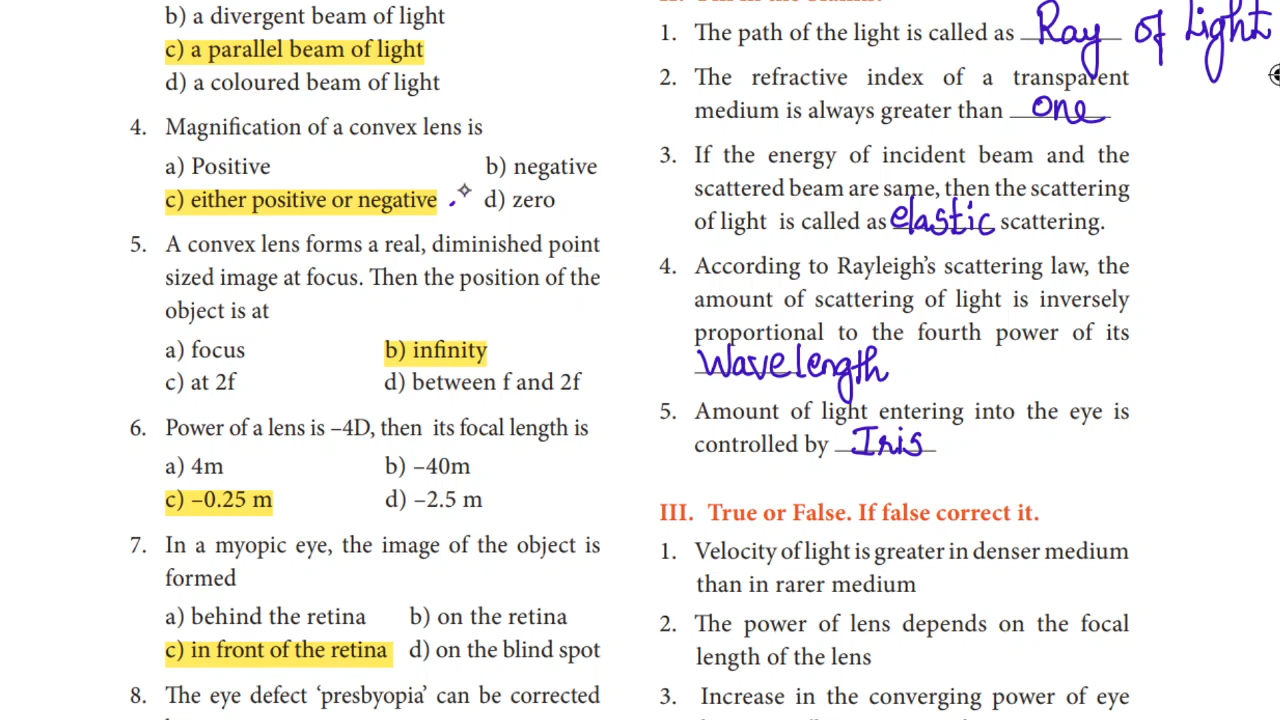 b) a divergent beam of light
c) a parallel beam of light
d) a coloured beam of light
4. Magnification of a convex lens is
a) Positive b) negative
c) either positive or negative d) zero
5. A convex lens forms a real, diminished point
sized image at focus. Then the position of the
object is at
a) focus b) infinity
c) at 2f d) between f and 2f
6. Power of a lens is –4D, then its focal length is
a) 4m b) –40m
c) –0.25 m d) –2.5 m
7. In a myopic eye, the image of the object is
formed
a) behind the retina b) on the retina
c) in front of the retina d) on the blind spot
8. The eye defect ‘presbyopia’ can be corrected
1. The path of the light is called as Ray of Light
2. The refractive index of a transparent
medium is always greater than one
3. If the energy of incident beam and the
scattered beam are same, then the scattering
of light is called as elastic scattering.
4. According to Rayleigh’s scattering law, the
amount of scattering of light is inversely
proportional to the fourth power of its
Wavelength
5. Amount of light entering into the eye is
controlled by Iris
III. True or False. If false correct it.
1. Velocity of light is greater in denser medium
than in rarer medium
2. The power of lens depends on the focal
length of the lens
3. Increase in the converging power of eye